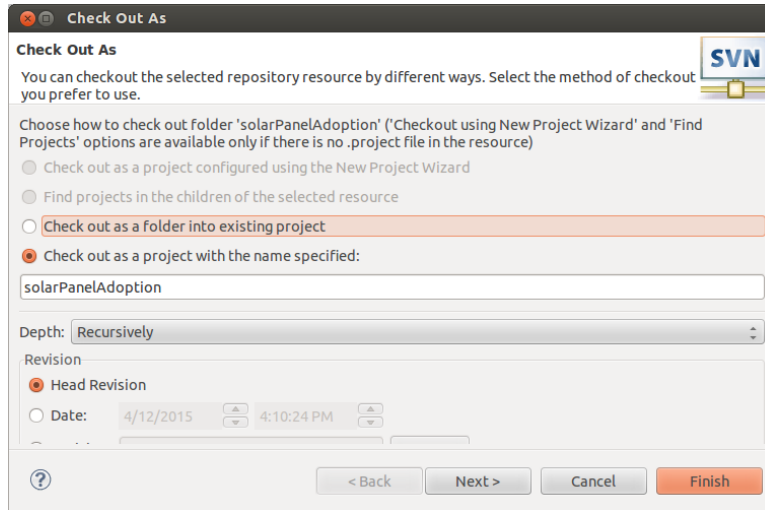 Check Out As
Check Out As
SVN
You can checkout the selected repository resource by different ways. Select the method of checkout
you prefer to use.
Choose how to check out folder 'solarPanelAdoption' ('Checkout using New Project Wizard' and 'Find
Projects' options are available only if there is no .project file in the resource)
Check out as a project configured using the New Project Wizard
Find projects in the children of the selected resource
Check out as a folder into existing project
Check out as a project with the name specified:
solarPanelAdoption
Depth: Recursively
Revision
Head Revision
Date: 4/12/2015 4:10:24 PM
? < Back Next > Cancel Finish